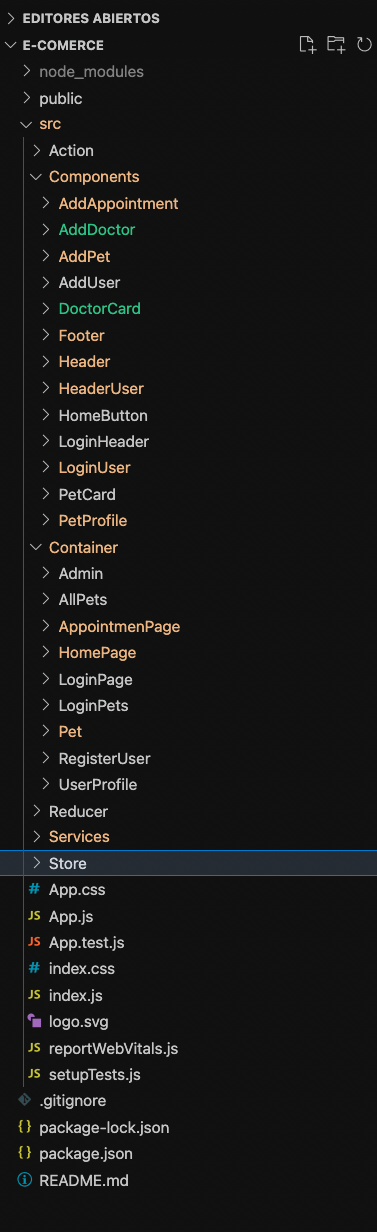 EDITORES ABIERTOS
E-COMERCE
node_modules
public
src
Action
Components
AddAppointment
AddDoctor
AddPet
AddUser
DoctorCard
Footer
Header
HeaderUser
HomeButton
LoginHeader
LoginUser
PetCard
PetProfile
Container
Admin
AllPets
AppointmenPage
HomePage
LoginPage
LoginPets
Pet
RegisterUser
UserProfile
Reducer
Services
Store
# App.css
JS App.js
JS App.test.js
# index.css
JS index.js
logo.svg
JS reportWebVitals.js
JS setupTests.js
.gitignore
{} package-lock.json
{} package.json
README.md